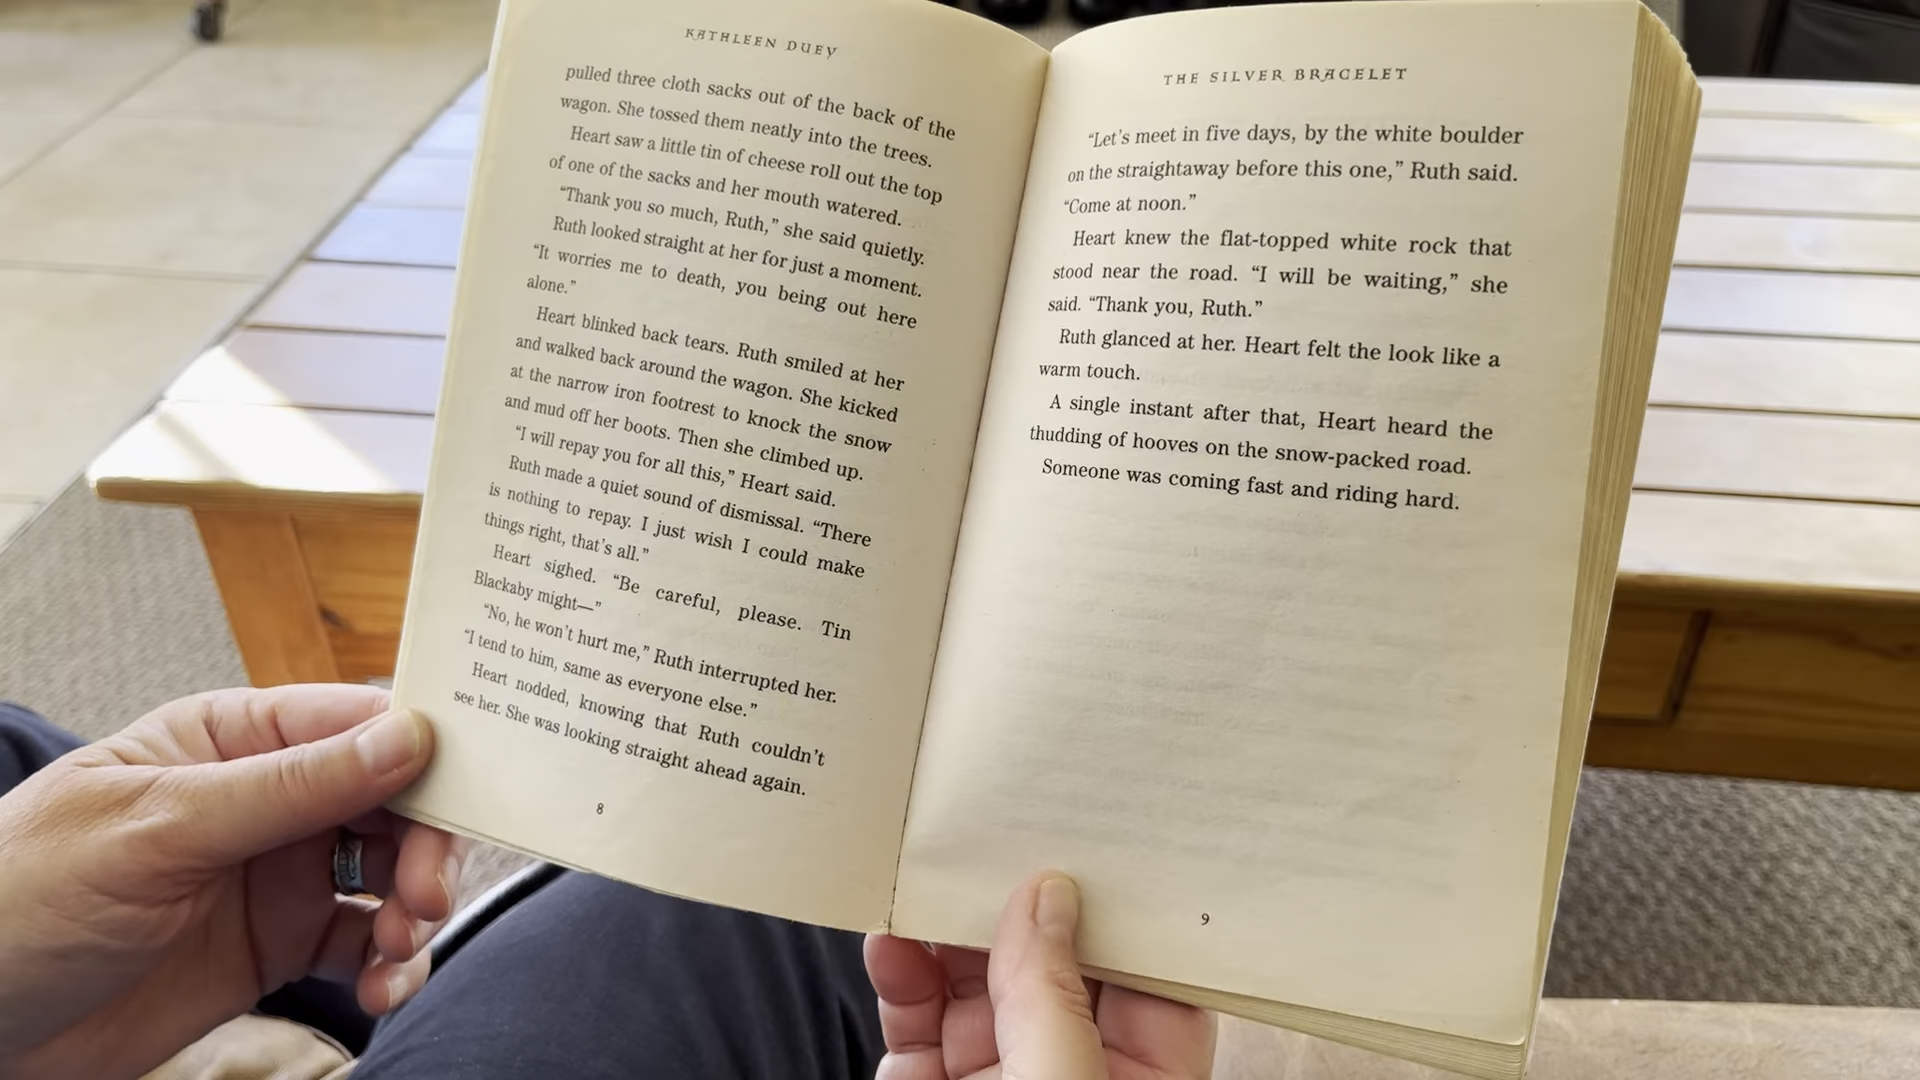 KATHLEEN DUEY
pulled three cloth sacks out of the back of the
wagon. She tossed them neatly into the trees.
Heart saw a little tin of cheese roll out the top
of one of the sacks and her mouth watered.
“Thank you so much, Ruth,” she said quietly.
Ruth looked straight at her for just a moment.
“It worries me to death, you being out here
alone.”
Heart blinked back tears. Ruth smiled at her
and walked back around the wagon. She kicked
at the narrow iron footrest to knock the snow
and mud off her boots. Then she climbed up.
“I will repay you for all this,” Heart said.
Ruth made a quiet sound of dismissal. “There
is nothing to repay. I just wish I could make
things right, that’s all.”
Heart sighed. “Be careful, please. Tin
Blackaby might—”
“No, he won’t hurt me,” Ruth interrupted her.
“I tend to him, same as everyone else.”
Heart nodded, knowing that Ruth couldn’t
see her. She was looking straight ahead again.
8
THE SILVER BRACELET
“Let’s meet in five days, by the white boulder
on the straightaway before this one,” Ruth said.
“Come at noon.”
Heart knew the flat-topped white rock that
stood near the road. “I will be waiting,” she
said. “Thank you, Ruth.”
Ruth glanced at her. Heart felt the look like a
warm touch.
A single instant after that, Heart heard the
thudding of hooves on the snow-packed road.
Someone was coming fast and riding hard.
9